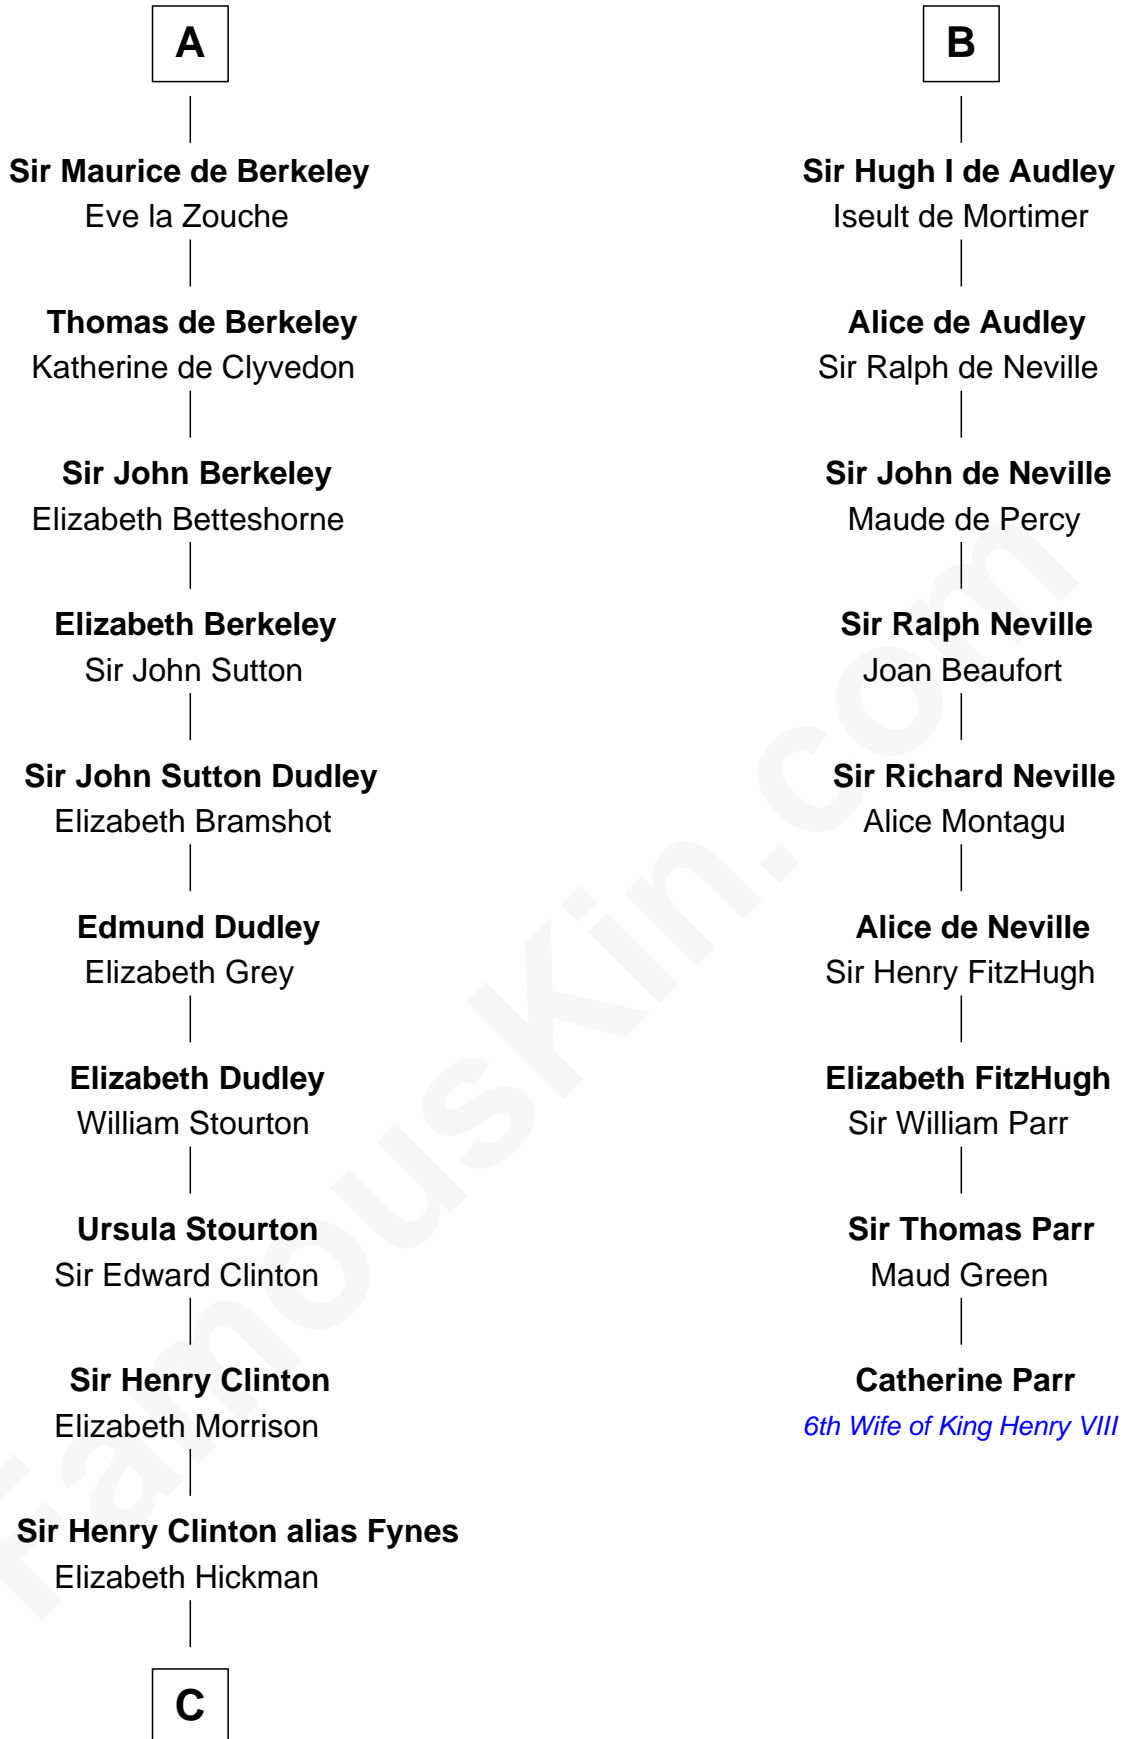 A
Sir Maurice de Berkeley
Eve la Zouche
Thomas de Berkeley
Katherine de Clyvedon
Sir John Berkeley
Elizabeth Betteshorne
Elizabeth Berkeley
Sir John Sutton
Sir John Sutton Dudley
Elizabeth Bramshot
Edmund Dudley
Elizabeth Grey
Elizabeth Dudley
William Stourton
Ursula Stourton
Sir Edward Clinton
Sir Henry Clinton
Elizabeth Morrison
Sir Henry Clinton alias Fynes
Elizabeth Hickman
C
B
Sir Hugh I de Audley
Iseult de Mortimer
Alice de Audley
Sir Ralph de Neville
Sir John de Neville
Maude de Percy
Sir Ralph Neville
Joan Beaufort
Sir Richard Neville
Alice Montagu
Alice de Neville
Sir Henry FitzHugh
Elizabeth FitzHugh
Sir William Parr
Sir Thomas Parr
Maud Green
Catherine Parr
6th Wife of King Henry VIII
FamousKin.com